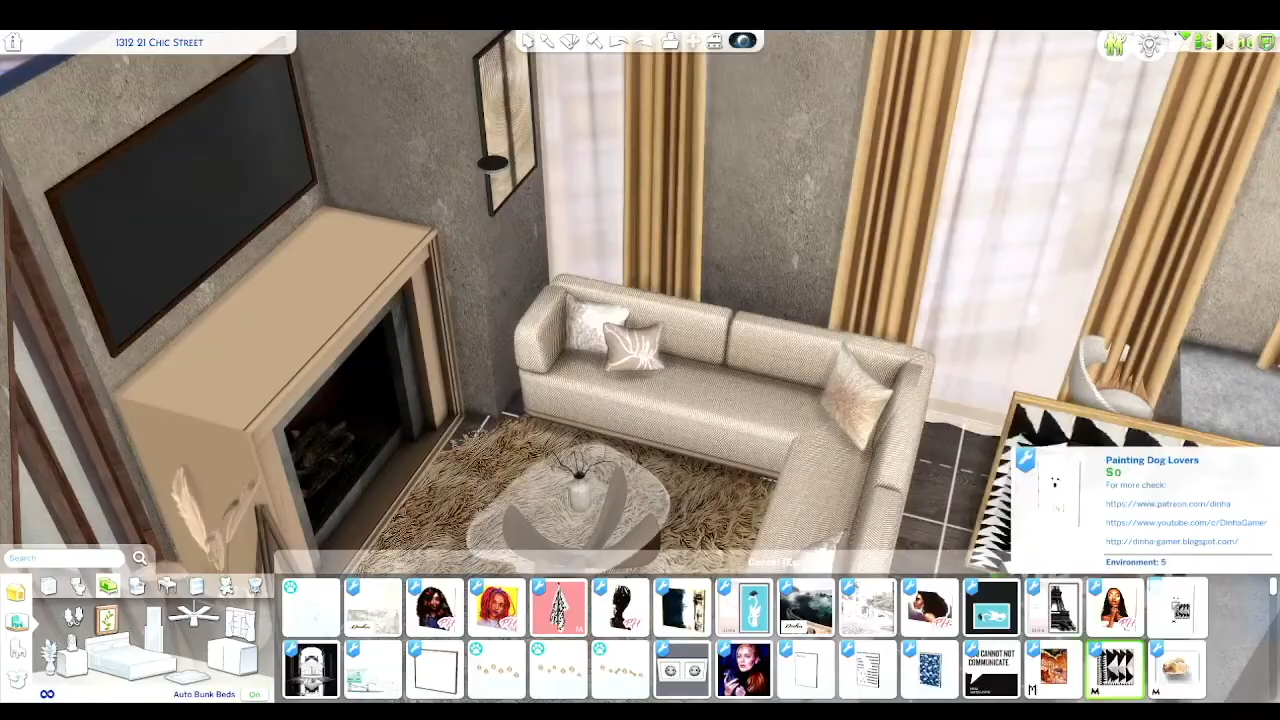 1312 21 Chic Street
Painting Dog Lovers
§0
For more check:
https://www.patreon.com/dinha
https://www.youtube.com/c/DinhaGamer
http://dinha-gamer.blogspot.com/
Environment: 5
Search
CANNOT NOT
COMMUNICATE.
M
M
M
M
Auto Bunk Beds
On